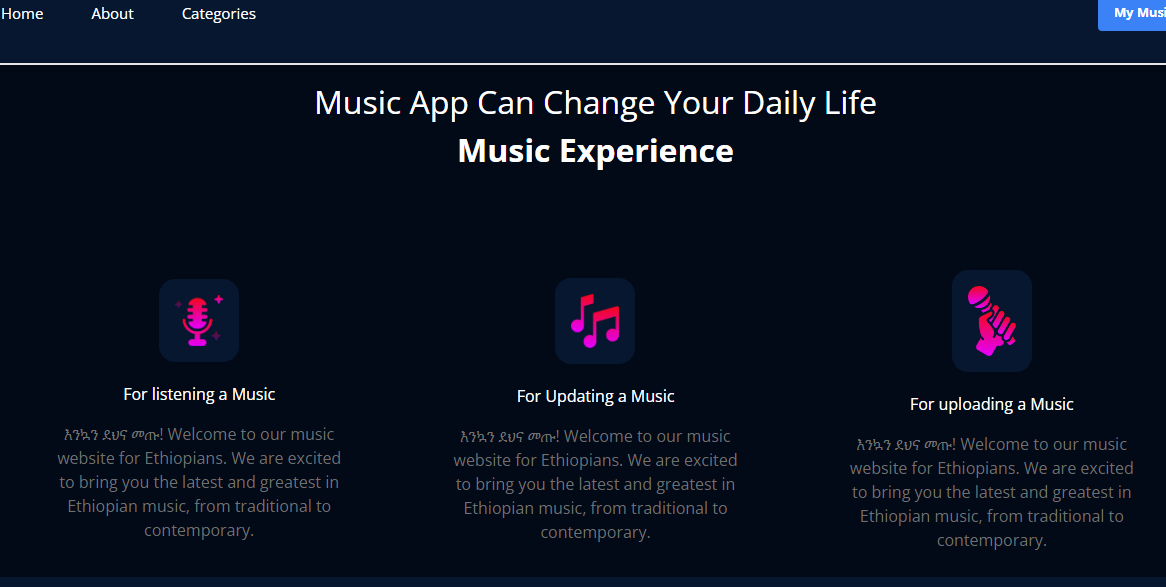 Home About Categories
My Musi
Music App Can Change Your Daily Life
Music Experience
For listening a Music
እንኳን ደህና መጡ! Welcome to our music
website for Ethiopians. We are excited
to bring you the latest and greatest in
Ethiopian music, from traditional to
contemporary.
For Updating a Music
እንኳን ደህና መጡ! Welcome to our music
website for Ethiopians. We are excited
to bring you the latest and greatest in
Ethiopian music, from traditional to
contemporary.
For uploading a Music
እንኳን ደህና መጡ! Welcome to our music
website for Ethiopians. We are excited
to bring you the latest and greatest in
Ethiopian music, from traditional to
contemporary.